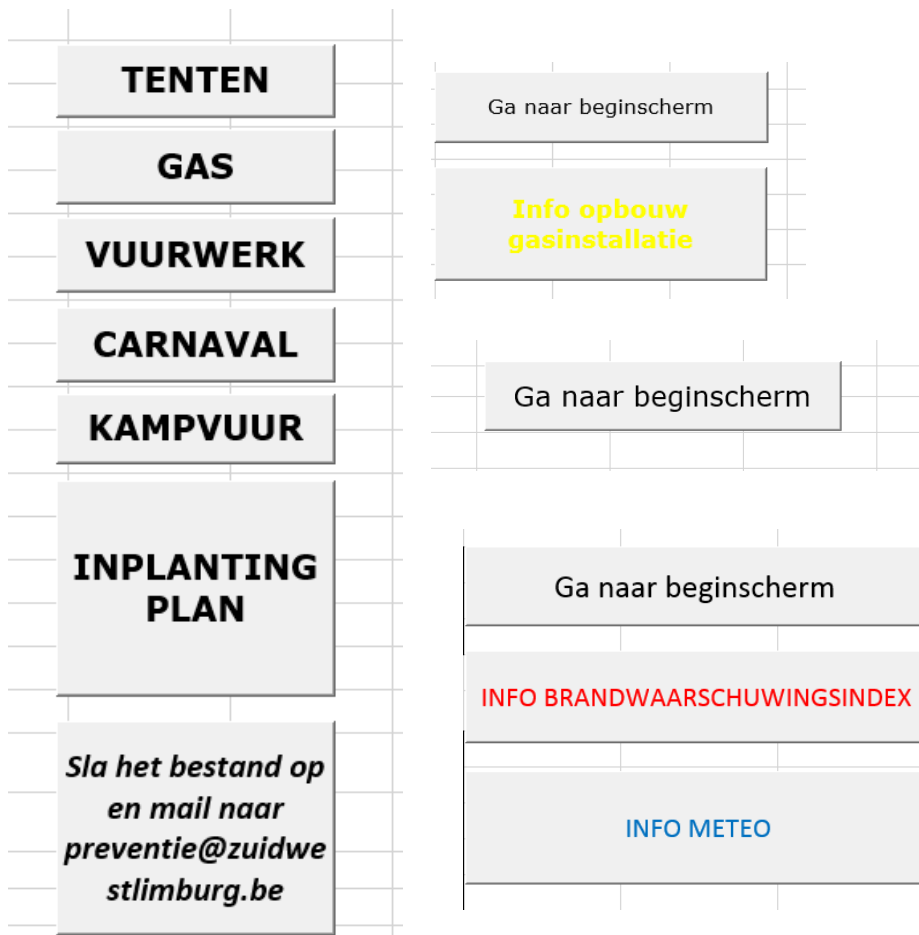 TENTEN
GAS
VUURWERK
CARNAVAL
KAMPVUUR
INPLANTING
PLAN
Sla het bestand op
en mail naar
preventie@zuidwe
stlimburg.be
Ga naar beginscherm
Info opbouw
gasinstallatie
Ga naar beginscherm
Ga naar beginscherm
INFO BRANDWAARSCHUWINGSINDEX
INFO METEO